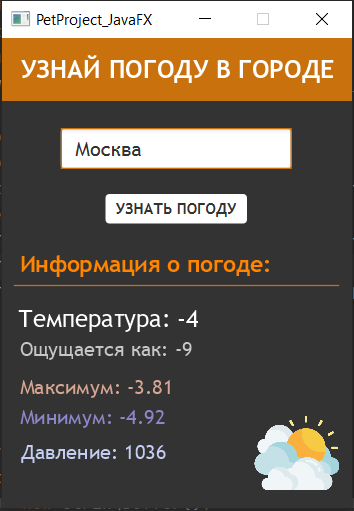 PetProject_JavaFX
УЗНАЙ ПОГОДУ В ГОРОДЕ
Москва
УЗНАТЬ ПОГОДУ
Информация о погоде:
Температура: -4
Ощущается как: -9
Максимум: -3.81
Минимум: -4.92
Давление: 1036